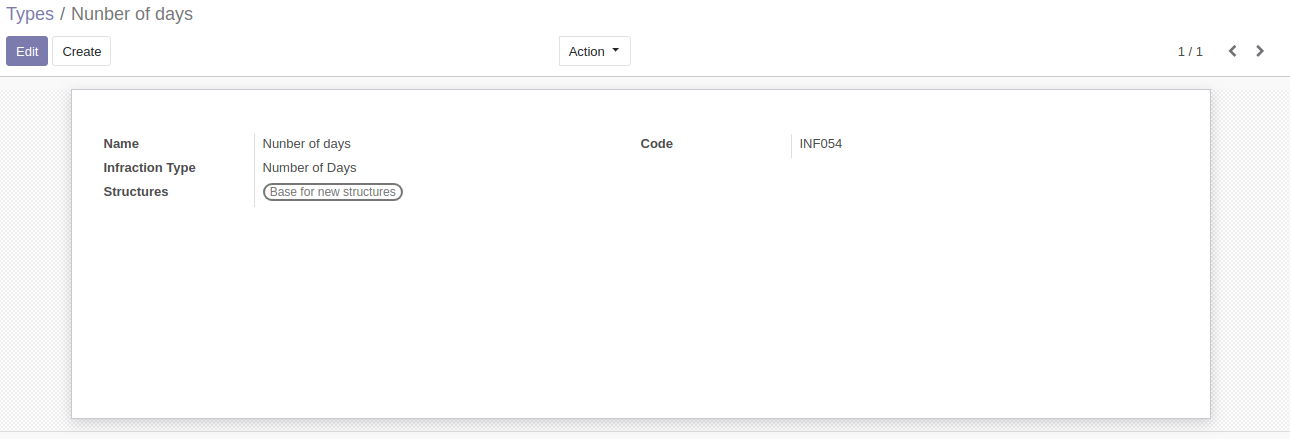 Types / Nunber of days
Edit Create Action 1 / 1
Name Nunber of days Code INF054
Infraction Type Number of Days
Structures Base for new structures